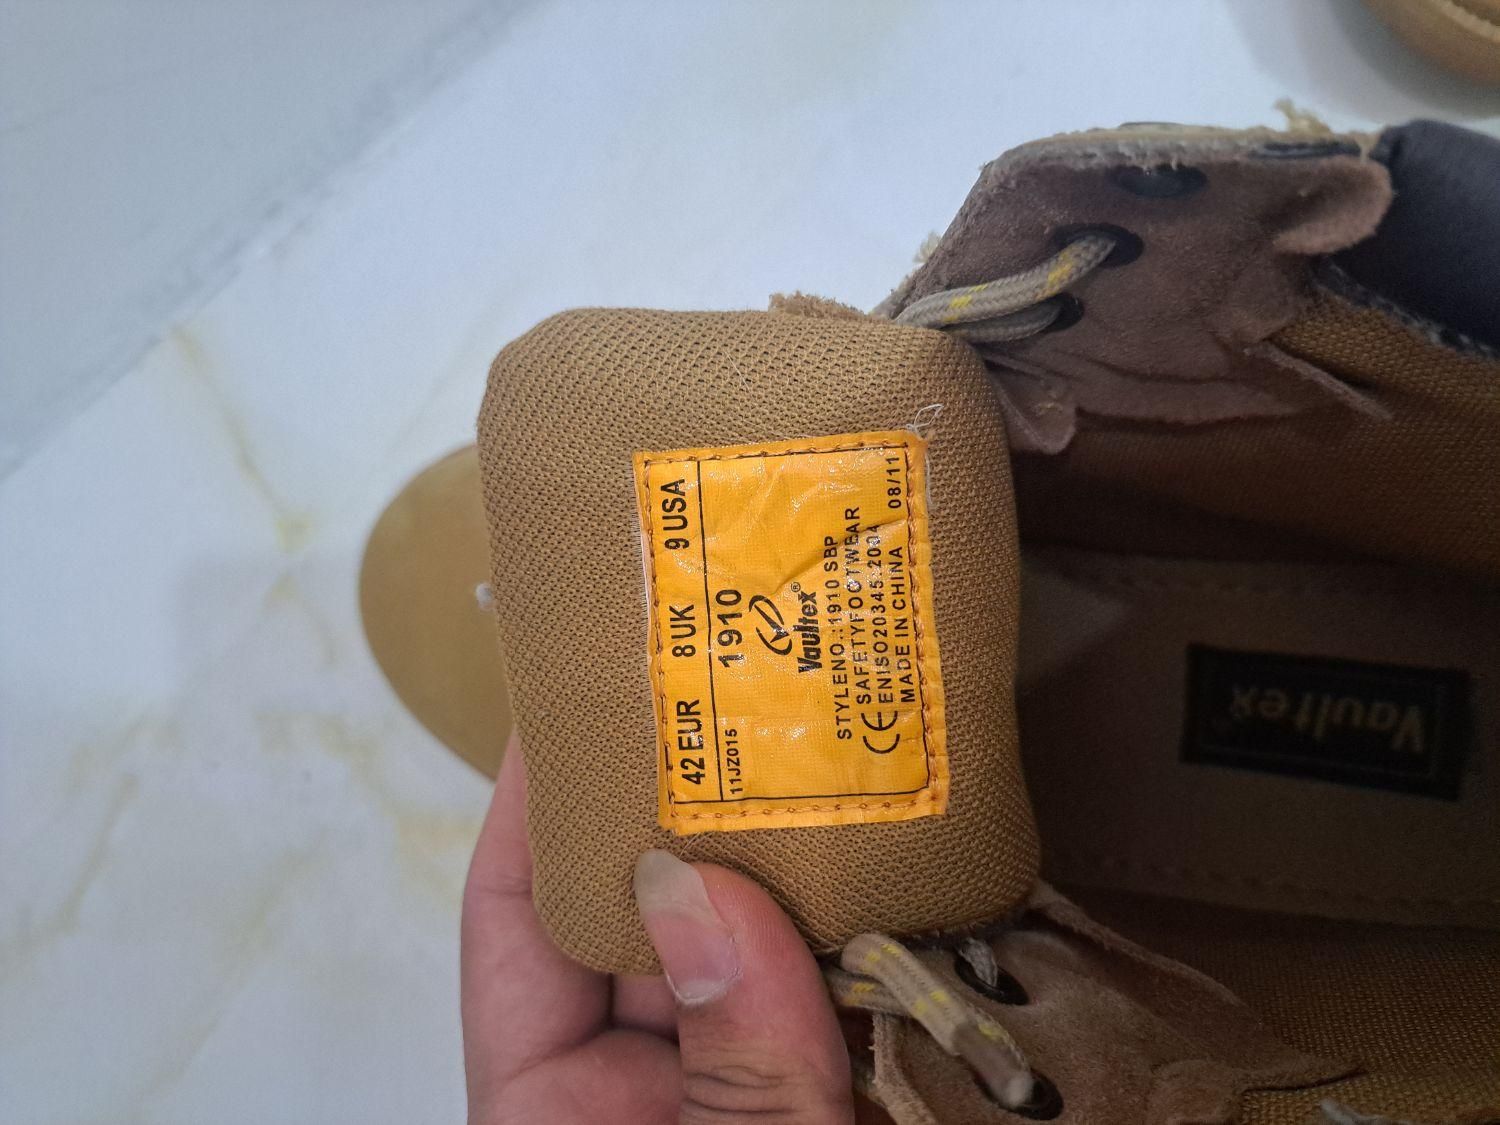 42 EUR 8 UK 9 USA
11JZ015 1910
Vaultex®
STYLENO.:1910 SBP
CE SAFETYFOOTWEAR
ENISO20345:2004
MADE IN CHINA 08/11
Vaultex®